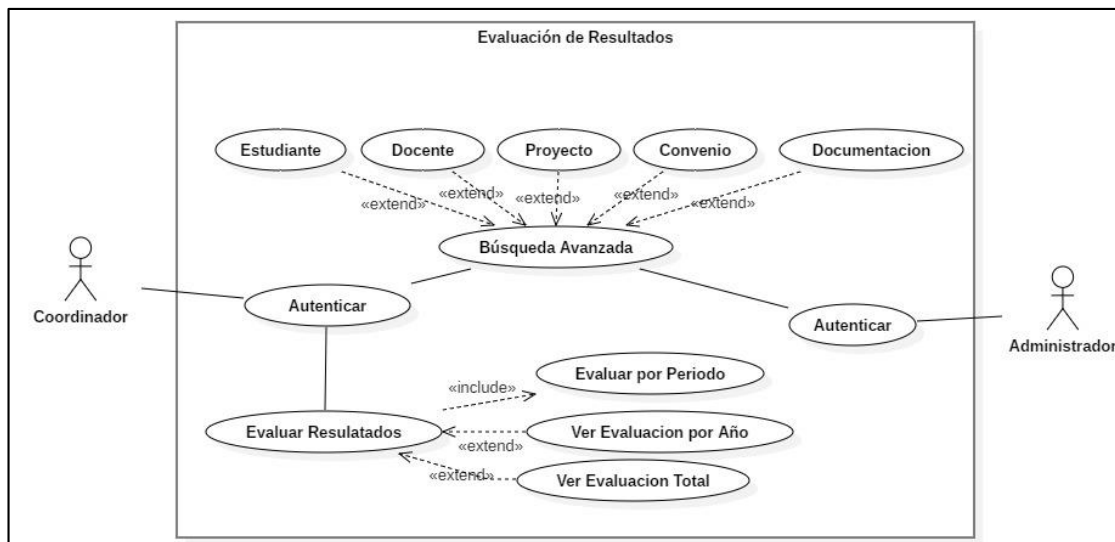 Evaluación de Resultados
Estudiante
Docente
Proyecto
Convenio
Documentacion
«extend»
«extend»
«extend»
«extend»
«extend»
Búsqueda Avanzada
Coordinador
Autenticar
Autenticar
Administrador
Evaluar por Periodo
«include»
Evaluar Resulatados
Ver Evaluacion por Año
«extend»
«extend»
Ver Evaluacion Total